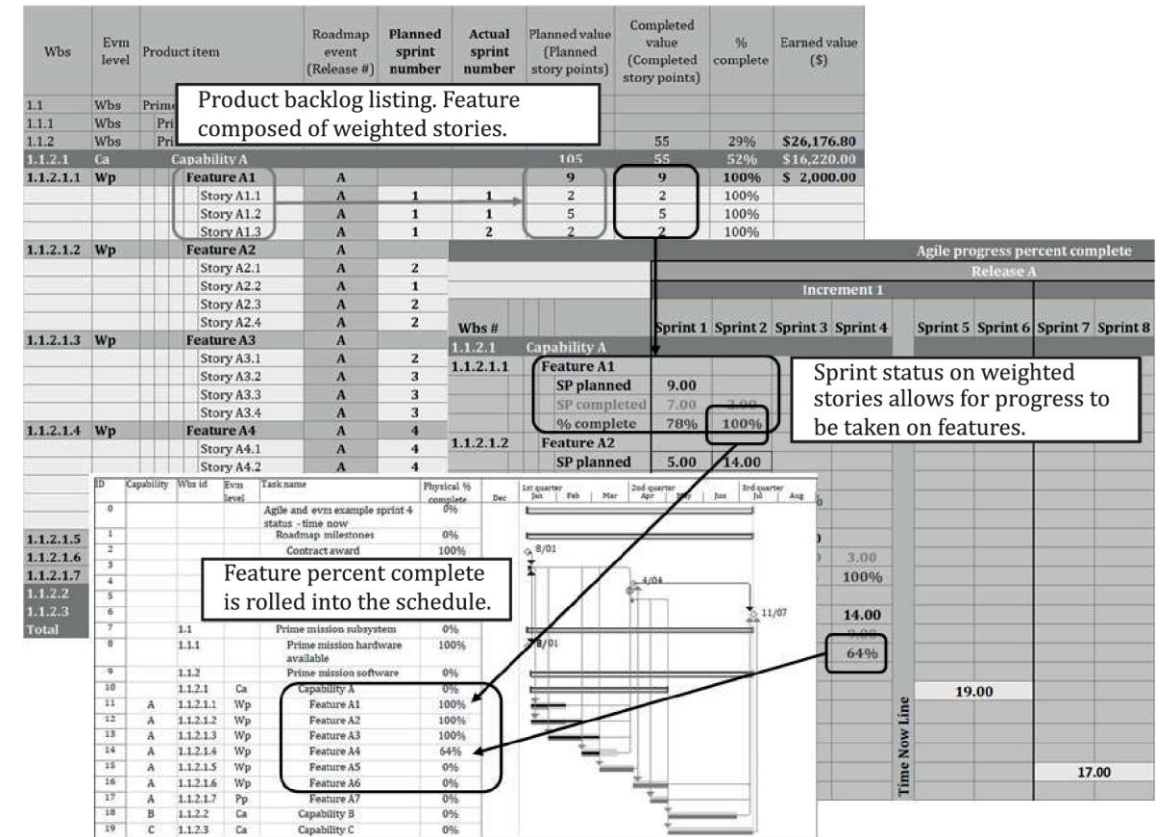 Wbs Evm level Product item Roadmap event (Release #) Planned sprint number Actual sprint number Planned value (Planned story points) Completed value (Completed story points) % complete Earned value ($)
1.1 Wbs
1.1.1 Wbs
1.1.2 Wbs 55 29% $26,176.80
Product backlog listing. Feature
composed of weighted stories.
1.1.2.1 Ca Capability A 105 55 52% $16,220.00
1.1.2.1.1 Wp Feature A1 A 9 9 100% $ 2,000.00
Story A1.1 A 1 1 2 2 100%
Story A1.2 A 1 1 5 5 100%
Story A1.3 A 1 2 2 2 100%
1.1.2.1.2 Wp Feature A2 A
Story A2.1 A 2
Story A2.2 A 1
Story A2.3 A 2
Story A2.4 A 2
1.1.2.1.3 Wp Feature A3 A
Story A3.1 A 2
Story A3.2 A 3
Story A3.3 A 3
Story A3.4 A 3
1.1.2.1.4 Wp Feature A4 A 4
Story A4.1 A 4
Story A4.2 A 4
1.1.2.1.5
1.1.2.1.6
1.1.2.1.7
1.1.2.2
1.1.2.3
Total
Agile progress percent complete
Release A
Increment 1
Wbs # Sprint 1 Sprint 2 Sprint 3 Sprint 4 Sprint 5 Sprint 6 Sprint 7 Sprint 8
1.1.2.1 Capability A
1.1.2.1.1 Feature A1
SP planned 9.00
SP completed 7.00 2.00
% complete 78% 100%
1.1.2.1.2 Feature A2
SP planned 5.00 14.00
Sprint status on weighted
stories allows for progress to
be taken on features.
3.00
100%
14.00
64%
19.00
17.00
Time Now Line
ID Capability Wbs id Evm level Task name Physical % complete Dec 1st quarter Jan Feb Mar 2nd quarter Apr May Jun 3rd quarter Jul Aug
0 Agile and evm example sprint 4 status - time now 0%
1 Roadmap milestones 0%
2 Contract award 100% 8/01
3
4 4/04
5
6 11/07
Feature percent complete
is rolled into the schedule.
7 1.1 Prime mission subsystem 0%
8 1.1.1 Prime mission hardware available 100% 8/01
9 1.1.2 Prime mission software 0%
10 1.1.2.1 Ca Capability A 0%
11 A 1.1.2.1.1 Wp Feature A1 100%
12 A 1.1.2.1.2 Wp Feature A2 100%
13 A 1.1.2.1.3 Wp Feature A3 100%
14 A 1.1.2.1.4 Wp Feature A4 64%
15 A 1.1.2.1.5 Wp Feature A5 0%
16 A 1.1.2.1.6 Wp Feature A6 0%
17 A 1.1.2.1.7 Pp Feature A7 0%
18 B 1.1.2.2 Ca Capability B 0%
19 C 1.1.2.3 Ca Capability C 0%